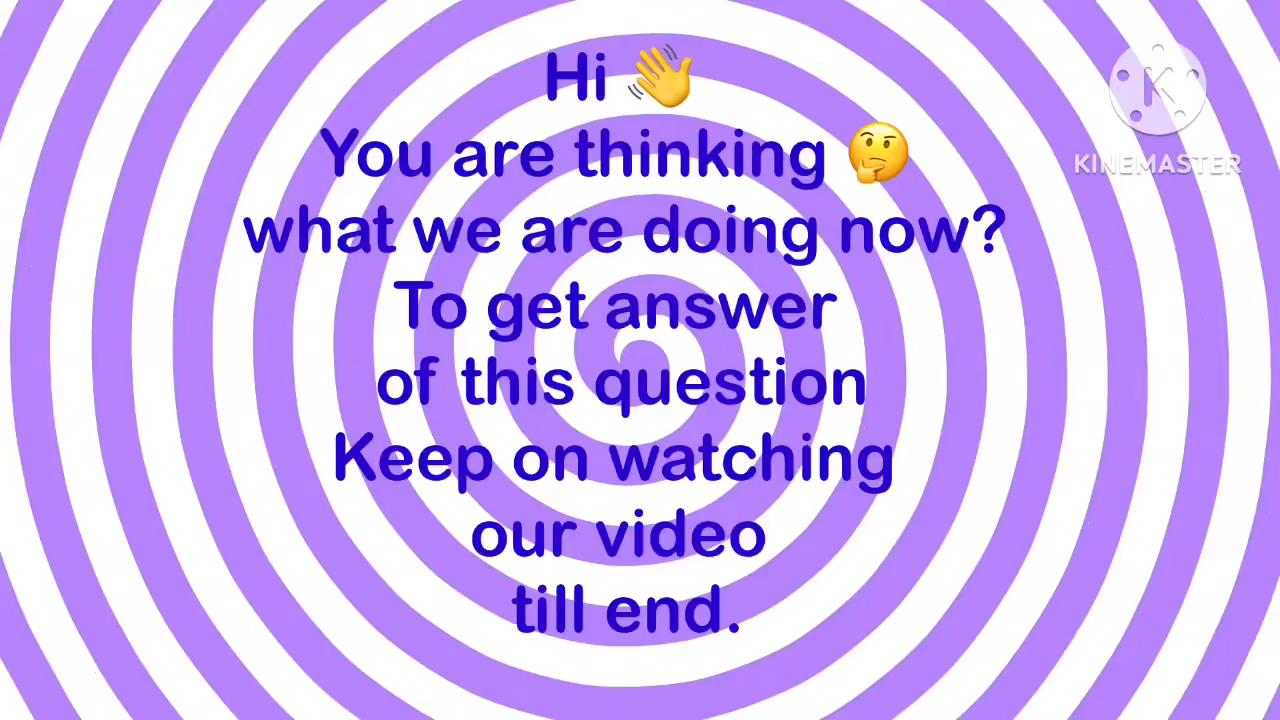 Hi 👋
You are thinking 🤔
what we are doing now?
To get answer
of this question
Keep on watching
our video
till end.
K
KINEMASTER